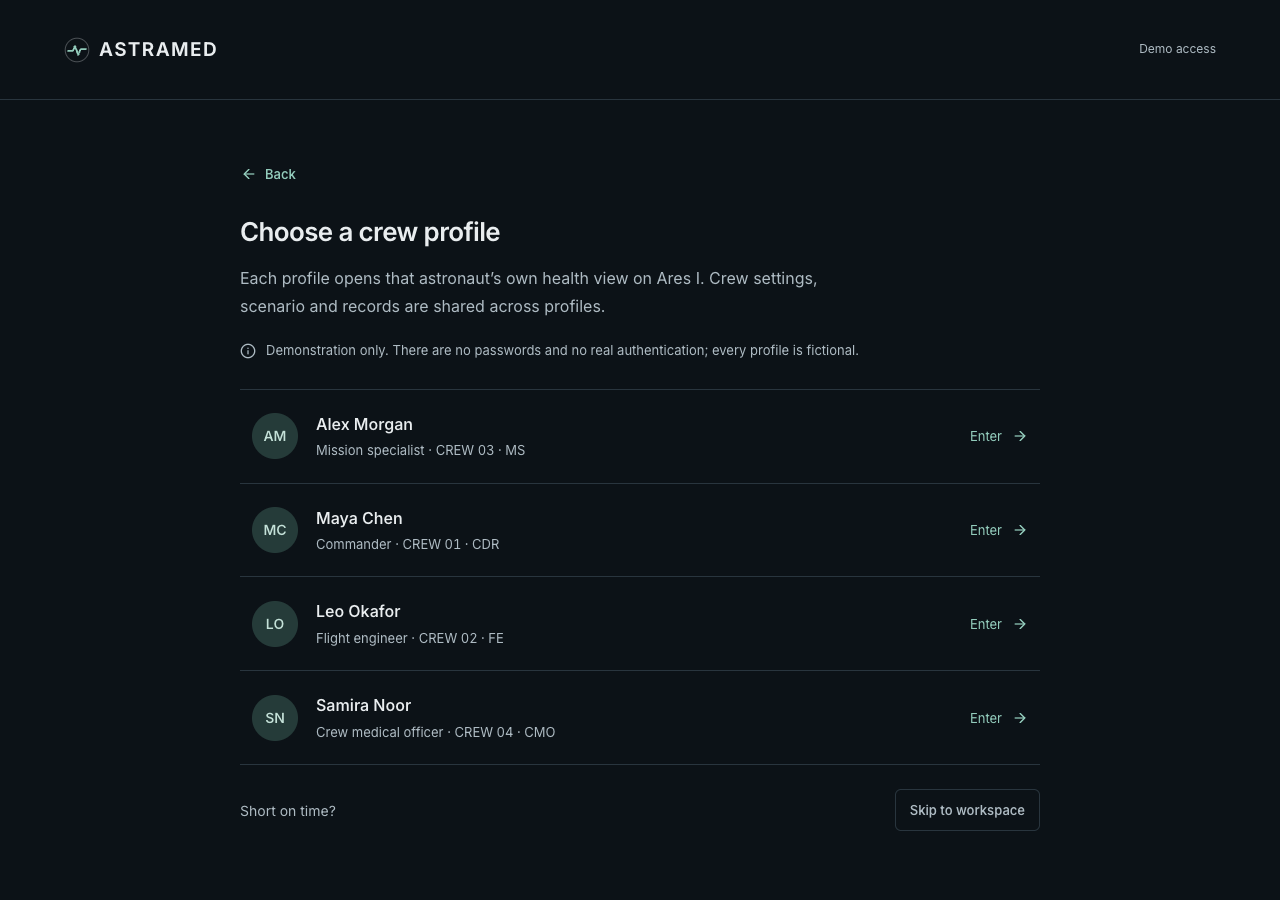 ASTRAMED
Demo access
Back
Choose a crew profile
Each profile opens that astronaut’s own health view on Ares I. Crew settings,
scenario and records are shared across profiles.
Demonstration only. There are no passwords and no real authentication; every profile is fictional.
AM
Alex Morgan
Mission specialist · CREW 03 · MS
Enter
MC
Maya Chen
Commander · CREW 01 · CDR
Enter
LO
Leo Okafor
Flight engineer · CREW 02 · FE
Enter
SN
Samira Noor
Crew medical officer · CREW 04 · CMO
Enter
Short on time?
Skip to workspace